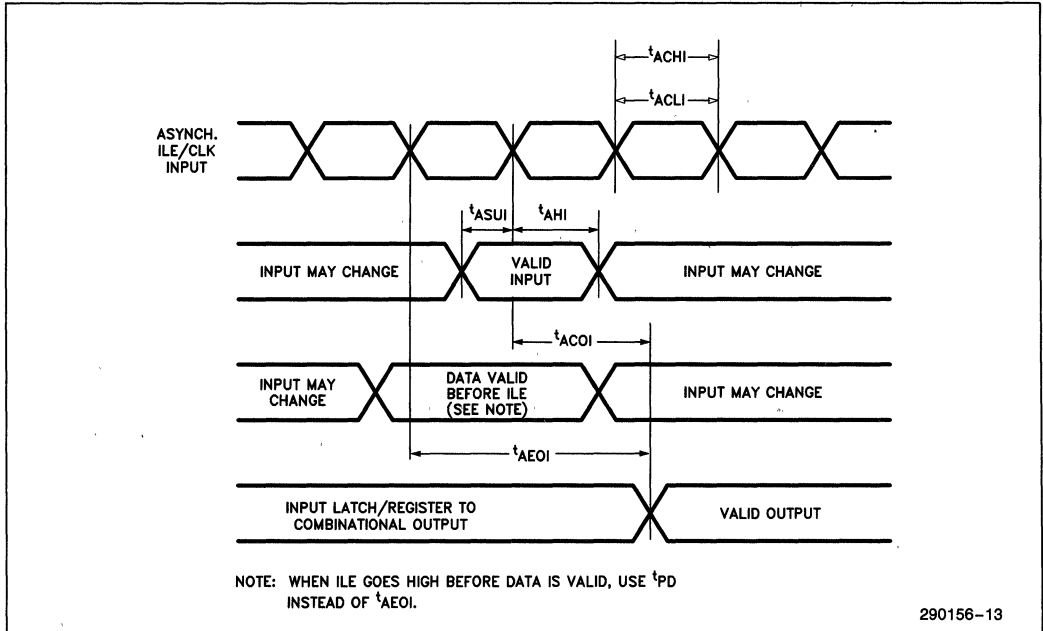 tACHI
tACLI
ASYNCH.
ILE/CLK
INPUT
tASUI
tAHI
INPUT MAY CHANGE
VALID
INPUT
INPUT MAY CHANGE
tACOI
INPUT MAY
CHANGE
DATA VALID
BEFORE ILE
(SEE NOTE)
INPUT MAY CHANGE
tAEOI
INPUT LATCH/REGISTER TO
COMBINATIONAL OUTPUT
VALID OUTPUT
NOTE: WHEN ILE GOES HIGH BEFORE DATA IS VALID, USE tPD
INSTEAD OF tAEOI.
290156-13